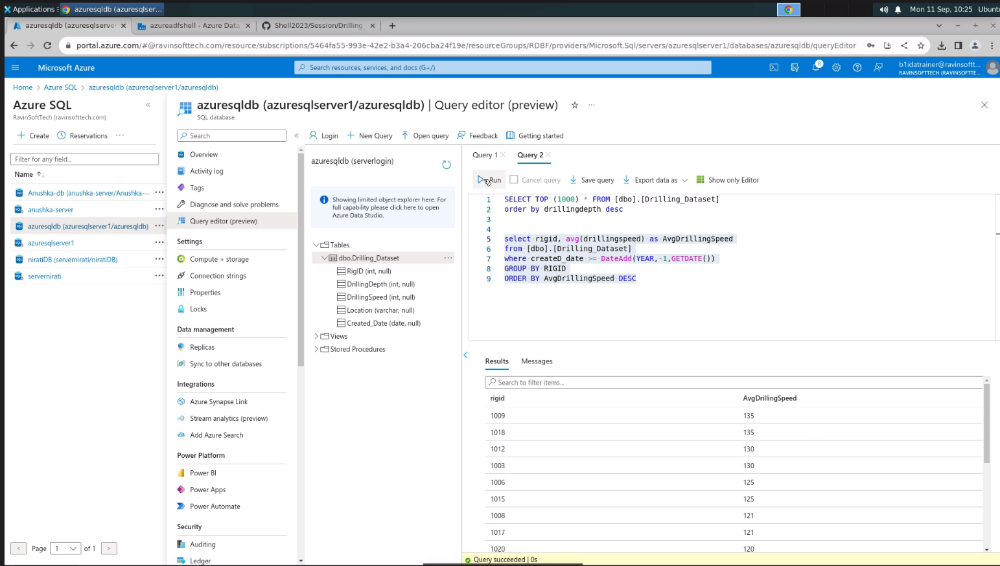 Applications
azuresqldb (azuresqlser...
Mon 11 Sep, 10:25
Ubuntu
azuresqldb (azuresqlserver
azureadfshell - Azure Data
Shell2023/Session/Drilling
portal.azure.com/#@ravinsofttech.com/resource/subscriptions/5464fa55-993e-42e2-b3a4-206cba24f19e/resourceGroups/RDBF/providers/Microsoft.Sql/servers/azuresqlserver1/databases/azuresqldb/queryEditor
Microsoft Azure
Search resources, services, and docs (G+/)
8
b1idatrainer@ravinsoftt...
RAVINSOFTTECH (RAVINSOFTTE...
Home > Azure SQL > azuresqldb (azuresqlserver1/azuresqldb)
Azure SQL
RavinSoftTech (ravinsofttech.com)
Create
Reservations
...
Filter for any field...
Name
Anushka-db (anushka-server/Anushka-...
anushka-server
azuresqldb (azuresqlserver1/azuresqldb)
azuresqlserver1
niratiDB (servernirati/niratiDB)
servernirati
Page 1 of 1
azuresqldb (azuresqlserver1/azuresqldb) | Query editor (preview)
SQL database
Search
Overview
Activity log
Tags
Diagnose and solve problems
Query editor (preview)
Settings
Compute + storage
Connection strings
Properties
Locks
Data management
Replicas
Sync to other databases
Integrations
Azure Synapse Link
Stream analytics (preview)
Add Azure Search
Power Platform
Power BI
Power Apps
Power Automate
Security
Auditing
Ledger
Login
New Query
Open query
Feedback
Getting started
azuresqldb (serverlogin)
Showing limited object explorer here. For
full capability please click here to open
Azure Data Studio.
Tables
dbo.Drilling_Dataset
RigID (int, null)
DrillingDepth (int, null)
DrillingSpeed (int, null)
Location (varchar, null)
Created_Date (date, null)
Views
Stored Procedures
Query 1
Query 2
Run
Cancel query
Save query
Export data as
Show only Editor
1 SELECT TOP (1000) * FROM [dbo].[Drilling_Dataset]
2 order by drillingdepth desc
3
4
5 select rigid, avg(drillingspeed) as AvgDrillingSpeed
6 from [dbo].[Drilling_Dataset]
7 where createD_date >= DateAdd(YEAR,-1,GETDATE())
8 GROUP BY RIGID
9 ORDER BY AvgDrillingSpeed DESC
Results
Messages
Search to filter items...
rigid AvgDrillingSpeed
1009 135
1018 135
1012 130
1003 130
1006 125
1015 125
1008 121
1017 121
1020 120
Query succeeded | 0s